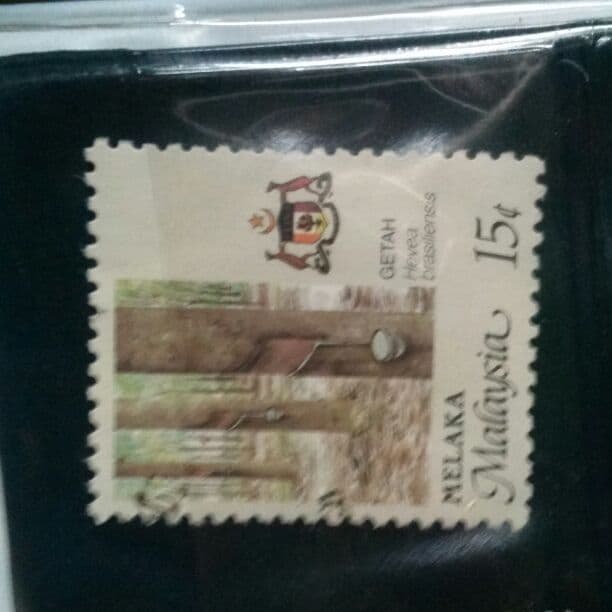 GETAH
Hevea
brasiliensis
MELAKA
Malaysia 15¢